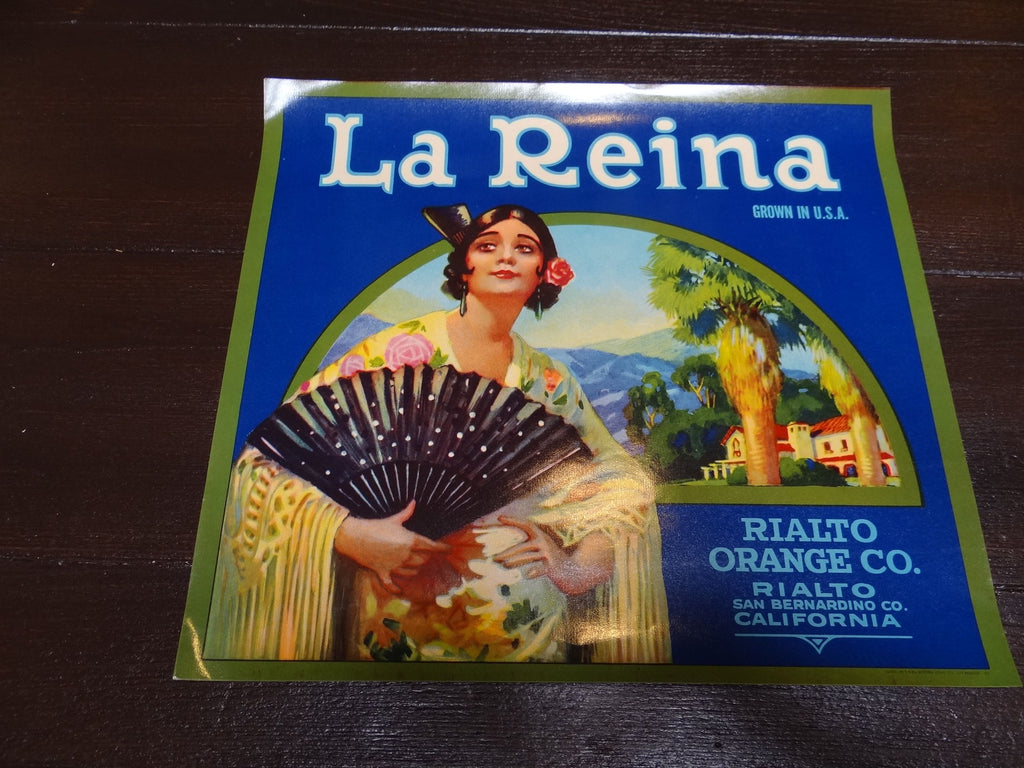 La Reina
GROWN IN U.S.A.
RIALTO
ORANGE CO.
RIALTO
SAN BERNARDINO CO.
CALIFORNIA